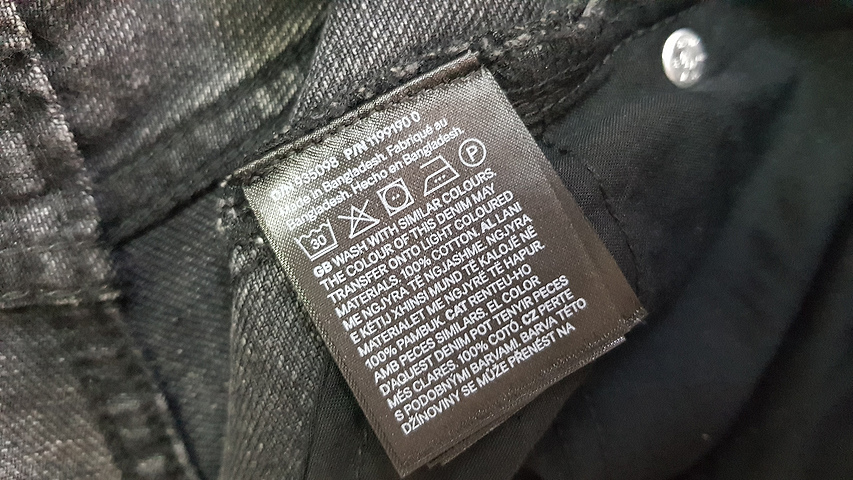 P/N 1199190 0
Made in Bangladesh. Fabriqué au
Bangladesh Hecho en Bangladesh.
30 P
GB WASH WITH SIMILAR COLOURS.
THE COLOUR OF THIS DENIM MAY
TRANSFER ONTO LIGHT COLOURED
MATERIALS, 100% COTTON. AL LANI
ME NGJYRA TË NGJASHME. NGJYRA
E KËTIJ XHINSI MUND TË KALOJË NË
MATERIALET ME NGJYRË TË HAPUR.
100% PAMBUK. CAT RENTEU-HO
AMB PECES SIMILARS. EL COLOR
D'AQUEST DENIM POT TENYIR PECES
MÉS CLARES. 100% COTÓ. CZ PERTE
S PODOBNÝMI BARVAMI. BARVA TÉTO
DŽÍNOVINY SE MŮŽE PŘENÉST NA